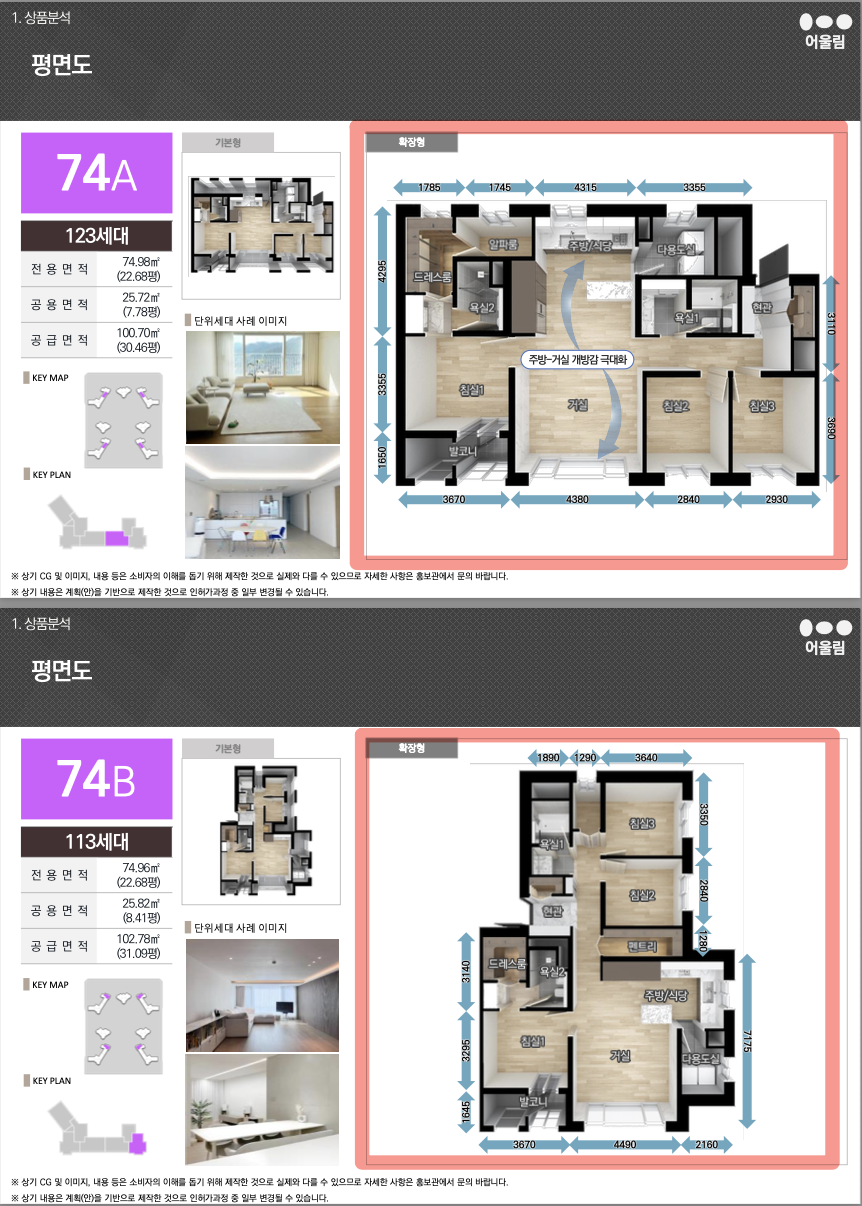 1. 상품분석
어울림
평면도
74A
123세대
전용면적 74.98㎡ (22.68평)
공용면적 25.72㎡ (7.78평)
공급면적 100.70㎡ (30.46평)
KEY MAP
KEY PLAN
기본형
단위세대 사례 이미지
확장형
1785 1745 4315 3355
4295
3355
1650
3110
3690
알파룸
주방/식당
다용도실
드레스룸
욕실2
욕실1
현관
주방-거실 개방감 극대화
침실1
거실
침실2
침실3
발코니
3670 4380 2840 2930
※ 상기 CG 및 이미지, 내용 등은 소비자의 이해를 돕기 위해 제작한 것으로 실제와 다를 수 있으므로 자세한 사항은 홍보관에서 문의 바랍니다.
※ 상기 내용은 계획(안)을 기반으로 제작한 것으로 인허가과정 중 일부 변경될 수 있습니다.
1. 상품분석
어울림
평면도
74B
113세대
전용면적 74.96㎡ (22.68평)
공용면적 25.82㎡ (8.41평)
공급면적 102.78㎡ (31.09평)
KEY MAP
KEY PLAN
기본형
단위세대 사례 이미지
확장형
1890 1290 3640
3350
2840
1280
7175
3140
3295
1645
침실3
욕실1
침실2
현관
팬트리
드레스룸
욕실2
주방/식당
침실1
거실
다용도실
발코니
3670 4490 2160
※ 상기 CG 및 이미지, 내용 등은 소비자의 이해를 돕기 위해 제작한 것으로 실제와 다를 수 있으므로 자세한 사항은 홍보관에서 문의 바랍니다.
※ 상기 내용은 계획(안)을 기반으로 제작한 것으로 인허가과정 중 일부 변경될 수 있습니다.